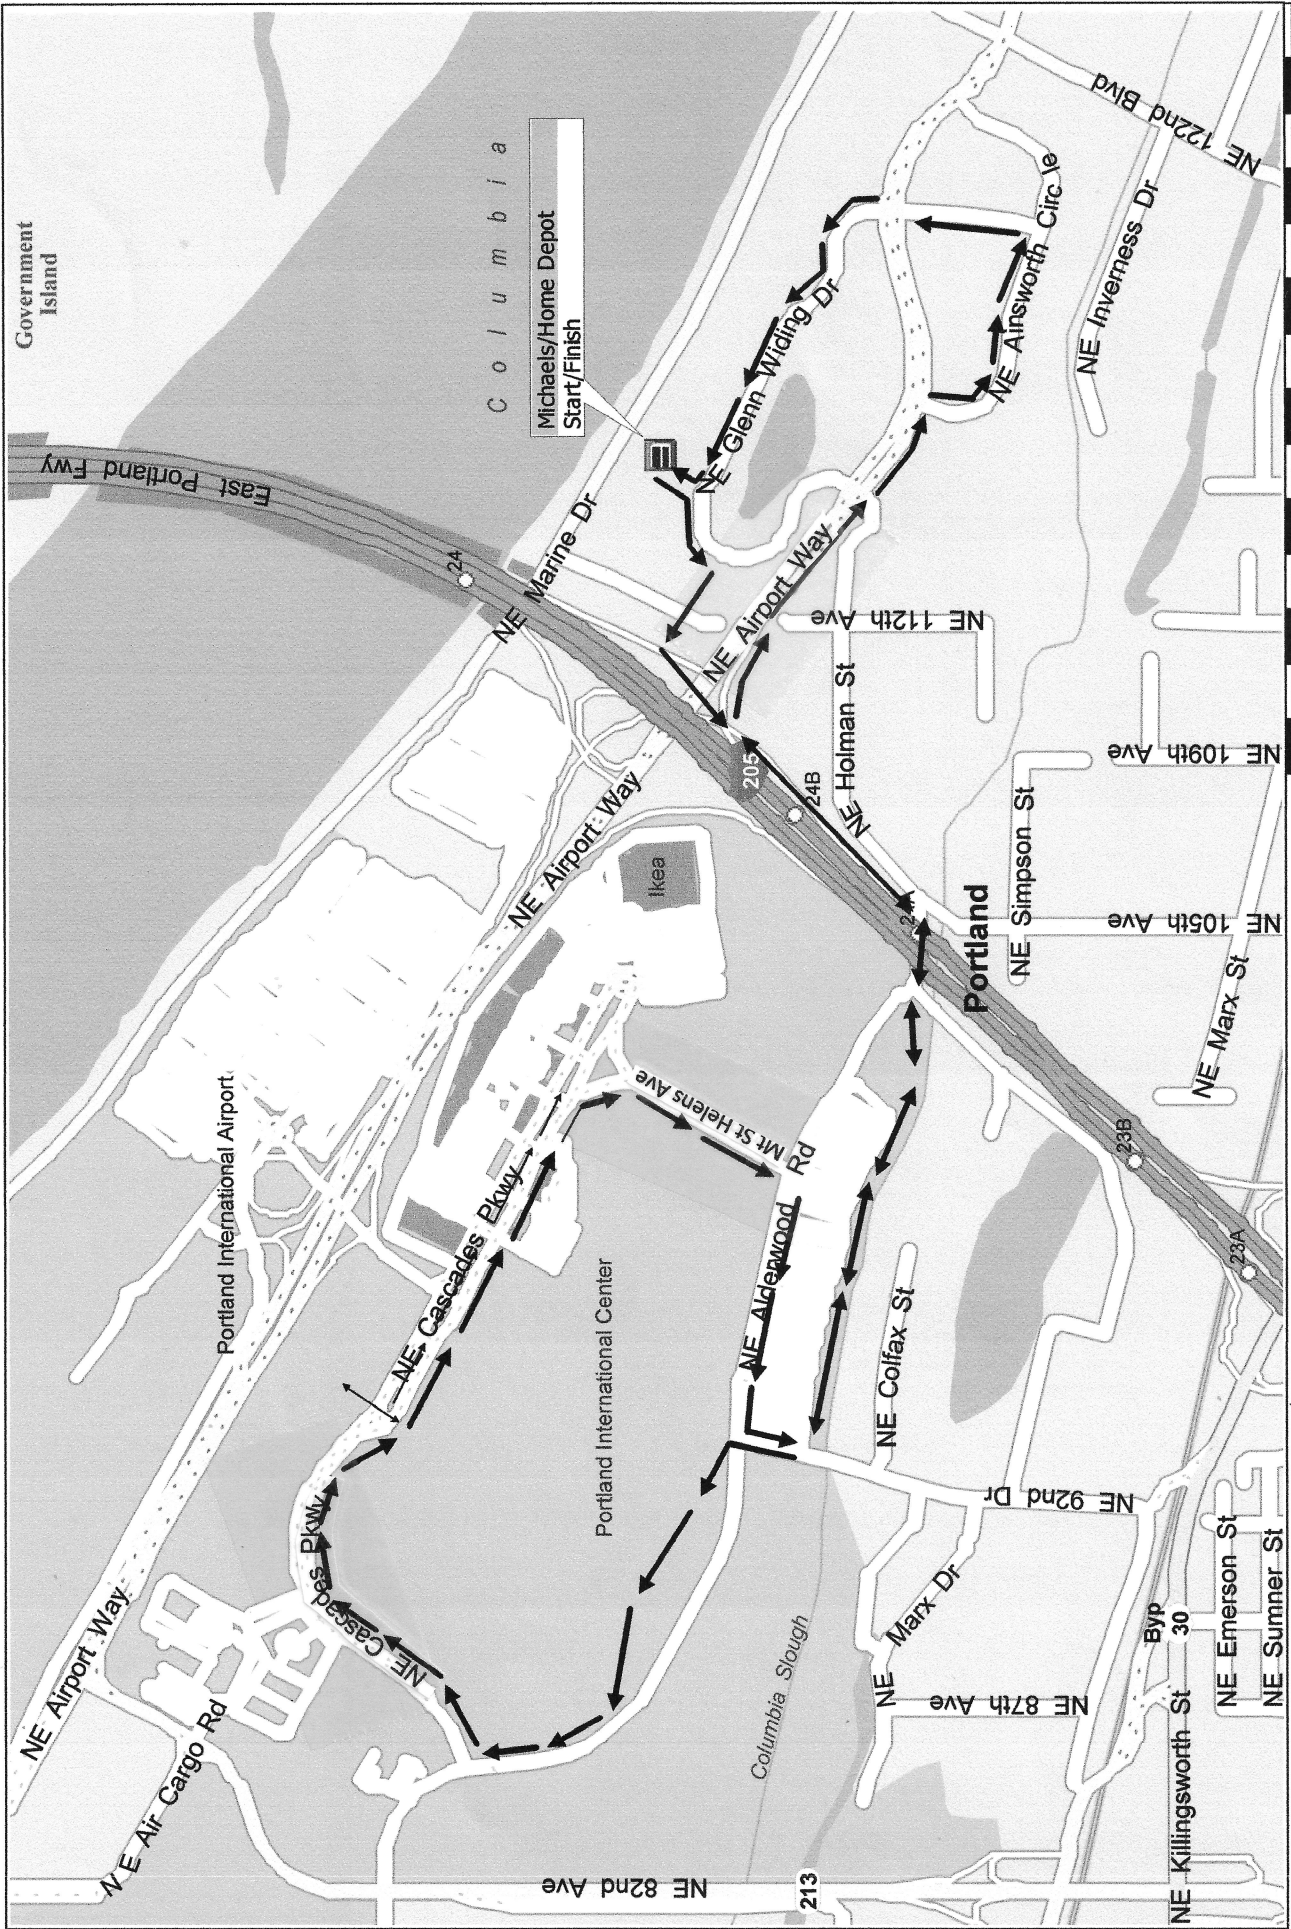 Government
Island
Columbia
Michaels/Home Depot
Start/Finish
East Portland Fwy
24
NE Marine Dr
NE Glenn Widing Dr
NE 122nd Blvd
NE Ainsworth Circle
NE Inverness Dr
NE Airport Way
NE 112th Ave
NE Holman St
205
24B
24A
NE Airport Way
Ikea
NE 109th Ave
NE Simpson St
NE 105th Ave
Portland
NE Marx St
Portland International Airport
Mt St Helens Ave
NE Cascades Pkwy
NE Alderwood Rd
23B
23A
Portland International Center
NE Colfax St
NE 92nd Dr
NE Cascades Pkwy
NE Airport Way
N E Air Cargo Rd
Columbia Slough
NE Marx Dr
NE 87th Ave
Byp
30
NE Emerson St
NE Sumner St
NE Killingsworth St
NE 82nd Ave
213